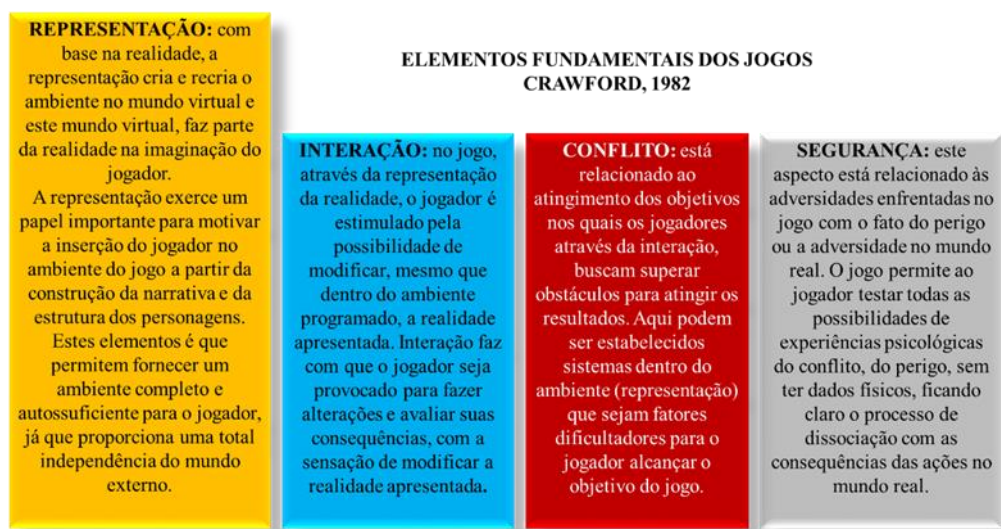 REPRESENTAÇÃO: com
base na realidade, a
representação cria e recria o
ambiente no mundo virtual e
este mundo virtual, faz parte
da realidade na imaginação do
jogador.
A representação exerce um
papel importante para motivar
a inserção do jogador no
ambiente do jogo a partir da
construção da narrativa e da
estrutura dos personagens.
Estes elementos é que
permitem fornecer um
ambiente completo e
autossuficiente para o jogador,
já que proporciona uma total
independência do mundo
externo.
ELEMENTOS FUNDAMENTAIS DOS JOGOS
CRAWFORD, 1982
INTERAÇÃO: no jogo,
através da representação
da realidade, o jogador é
estimulado pela
possibilidade de
modificar, mesmo que
dentro do ambiente
programado, a realidade
apresentada. Interação faz
com que o jogador seja
provocado para fazer
alterações e avaliar suas
consequências, com a
sensação de modificar a
realidade apresentada.
CONFLITO: está
relacionado ao
atingimento dos objetivos
nos quais os jogadores
através da interação,
buscam superar
obstáculos para atingir os
resultados. Aqui podem
ser estabelecidos
sistemas dentro do
ambiente (representação)
que sejam fatores
dificultadores para o
jogador alcançar o
objetivo do jogo.
SEGURANÇA: este
aspecto está relacionado às
adversidades enfrentadas no
jogo com o fato do perigo
ou a adversidade no mundo
real. O jogo permite ao
jogador testar todas as
possibilidades de
experiências psicológicas
do conflito, do perigo, sem
ter dados físicos, ficando
claro o processo de
dissociação com as
consequências das ações no
mundo real.